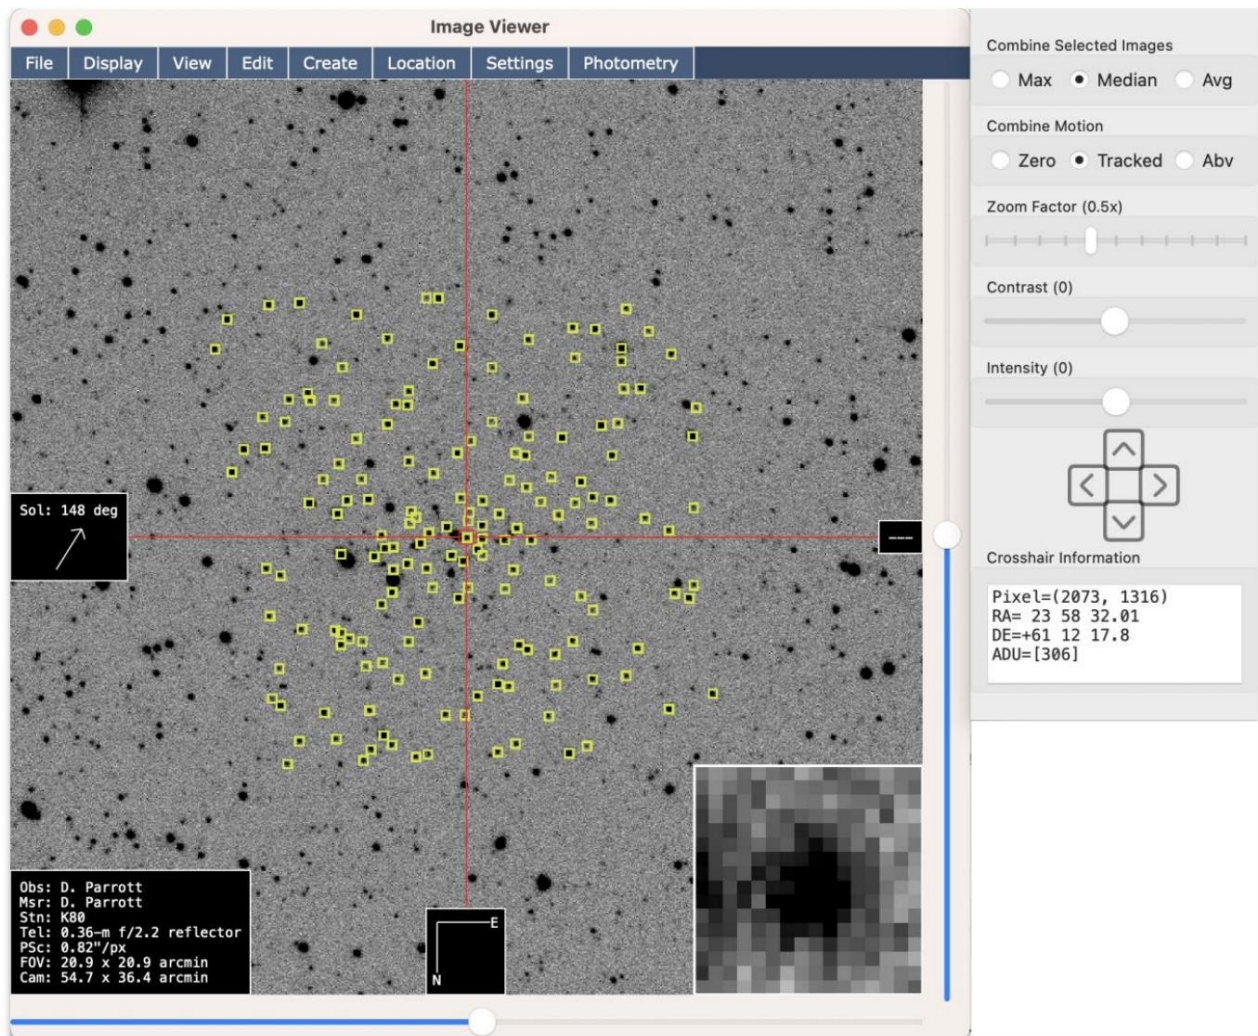 Image Viewer
File Display View Edit Create Location Settings Photometry
Sol: 148 deg
---
Obs: D. Parrott
Msr: D. Parrott
Stn: K80
Tel: 0.36-m f/2.2 reflector
PSc: 0.82"/px
FOV: 20.9 x 20.9 arcmin
Cam: 54.7 x 36.4 arcmin
E
N
Combine Selected Images
Max Median Avg
Combine Motion
Zero Tracked Abv
Zoom Factor (0.5x)
Contrast (0)
Intensity (0)
Crosshair Information
Pixel=(2073, 1316)
RA= 23 58 32.01
DE=+61 12 17.8
ADU=[306]